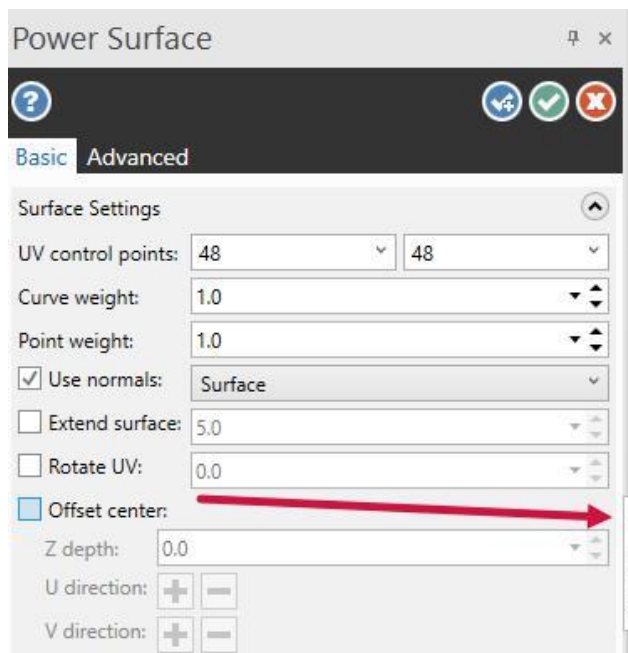 Power Surface
?
Basic Advanced
Surface Settings
UV control points: 48 48
Curve weight: 1.0
Point weight: 1.0
Use normals: Surface
Extend surface: 5.0
Rotate UV: 0.0
Offset center:
Z depth: 0.0
U direction: + −
V direction: + −